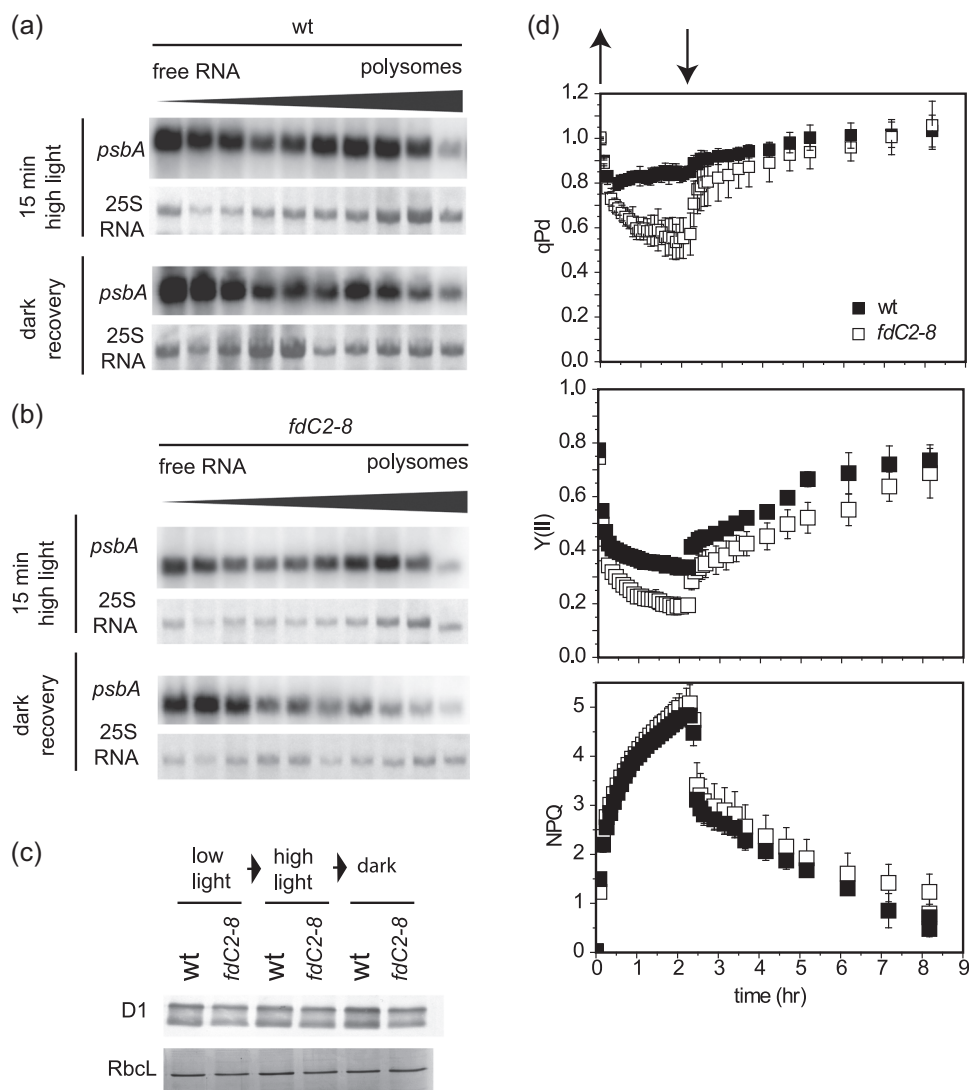 (a)
wt
free RNA polysomes
15 min
high light
psbA
25S
RNA
dark
recovery
psbA
25S
RNA
(b)
fdC2-8
free RNA polysomes
15 min
high light
psbA
25S
RNA
dark
recovery
psbA
25S
RNA
(c)
low
light
high
light
dark
wt
fdC2-8
wt
fdC2-8
wt
fdC2-8
D1
RbcL
(d)
qPd
1.2
1.0
0.8
0.6
0.4
0.2
0.0
wt
fdC2-8
Y(II)
1.0
0.8
0.6
0.4
0.2
0.0
NPQ
5
4
3
2
1
0
0 1 2 3 4 5 6 7 8 9
time (hr)